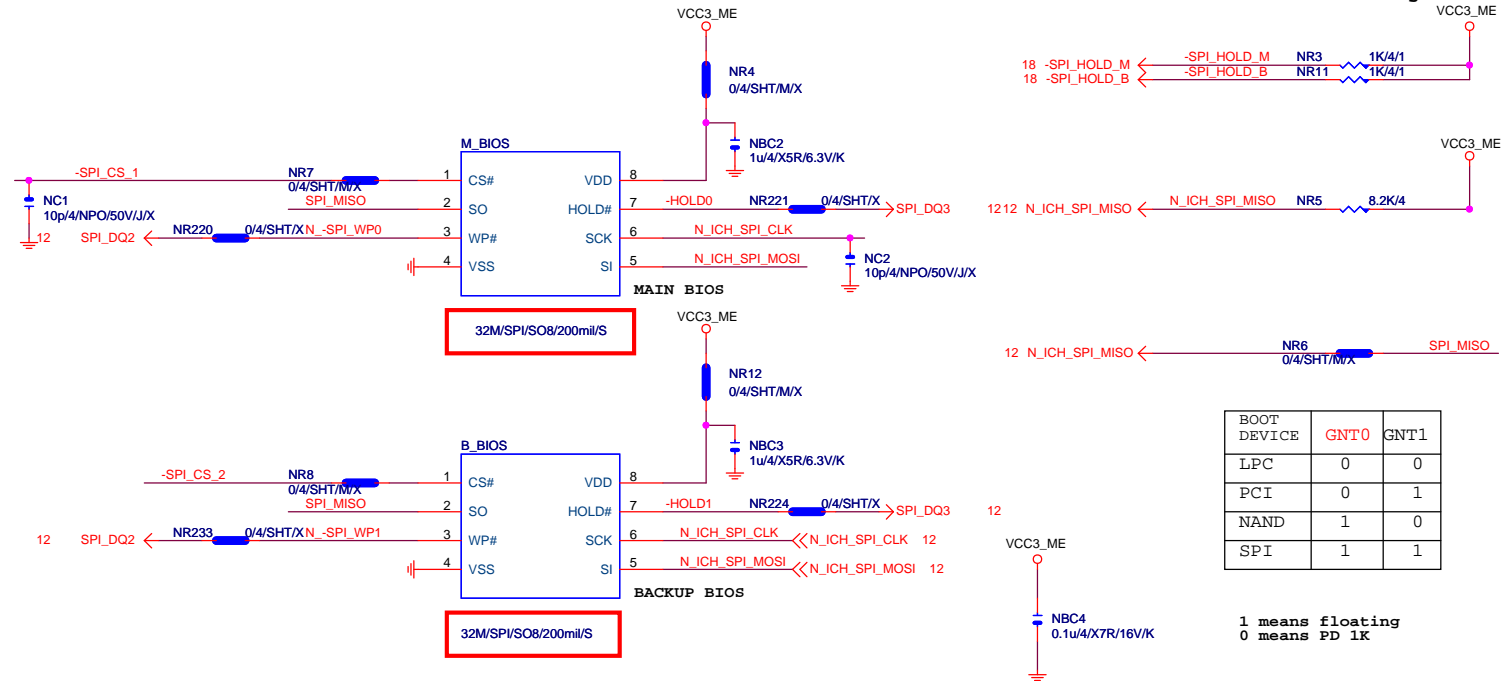 VCC3_ME
NR4
0/4/SHT/M/X
NBC2
1u/4/X5R/6.3V/K
M_BIOS
-SPI_CS_1
NR7
0/4/SHT/M/X
1 CS#
VDD 8
NC1
10p/4/NPO/50V/J/X
SPI_MISO
2 SO
HOLD# 7
-HOLD0
NR221
0/4/SHT/X
SPI_DQ3
12
12 SPI_DQ2
NR220
0/4/SHT/X
N_-SPI_WP0
3 WP#
SCK 6
N_ICH_SPI_CLK
4 VSS
SI 5
N_ICH_SPI_MOSI
NC2
10p/4/NPO/50V/J/X
MAIN BIOS
32M/SPI/SO8/200mil/S
VCC3_ME
NR12
0/4/SHT/M/X
NBC3
1u/4/X5R/6.3V/K
B_BIOS
-SPI_CS_2
NR8
0/4/SHT/M/X
1 CS#
VDD 8
SPI_MISO
2 SO
HOLD# 7
-HOLD1
NR224
0/4/SHT/X
SPI_DQ3 12
12 SPI_DQ2
NR233
0/4/SHT/X
N_-SPI_WP1
3 WP#
SCK 6
N_ICH_SPI_CLK
N_ICH_SPI_CLK 12
4 VSS
SI 5
N_ICH_SPI_MOSI
N_ICH_SPI_MOSI 12
BACKUP BIOS
32M/SPI/SO8/200mil/S
VCC3_ME
18 -SPI_HOLD_M
-SPI_HOLD_M
NR3
1K/4/1
18 -SPI_HOLD_B
-SPI_HOLD_B
NR11
1K/4/1
VCC3_ME
12 N_ICH_SPI_MISO
N_ICH_SPI_MISO
NR5
8.2K/4
12 N_ICH_SPI_MISO
NR6
0/4/SHT/M/X
SPI_MISO
BOOT DEVICE GNT0 GNT1
LPC 0 0
PCI 0 1
NAND 1 0
SPI 1 1
VCC3_ME
NBC4
0.1u/4/X7R/16V/K
1 means floating
0 means PD 1K